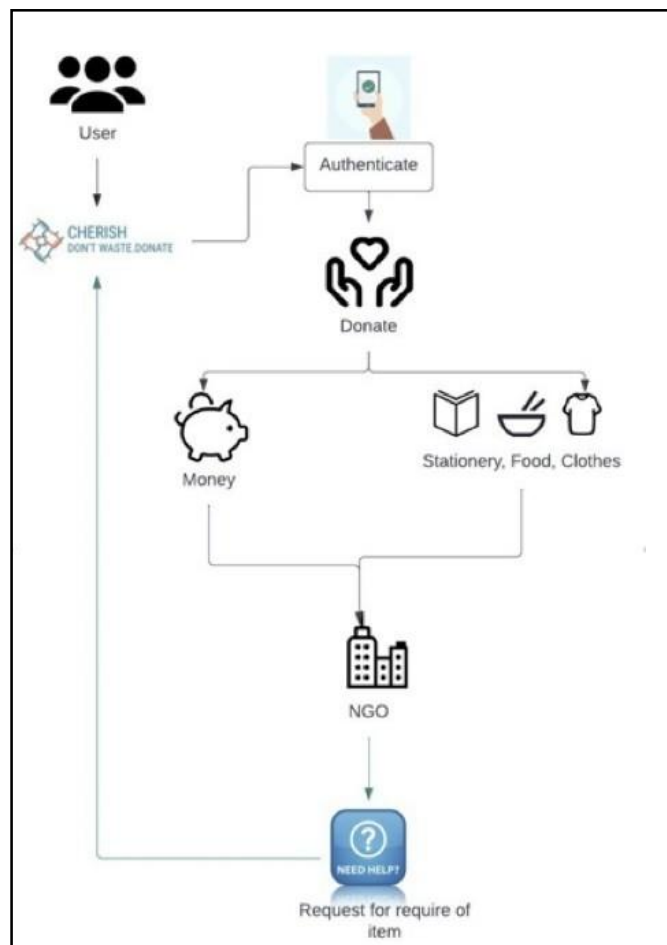 User
Authenticate
CHERISH
DON'T WASTE.DONATE
Donate
Money
Stationery, Food, Clothes
NGO
NEED HELP?
Request for require of
item